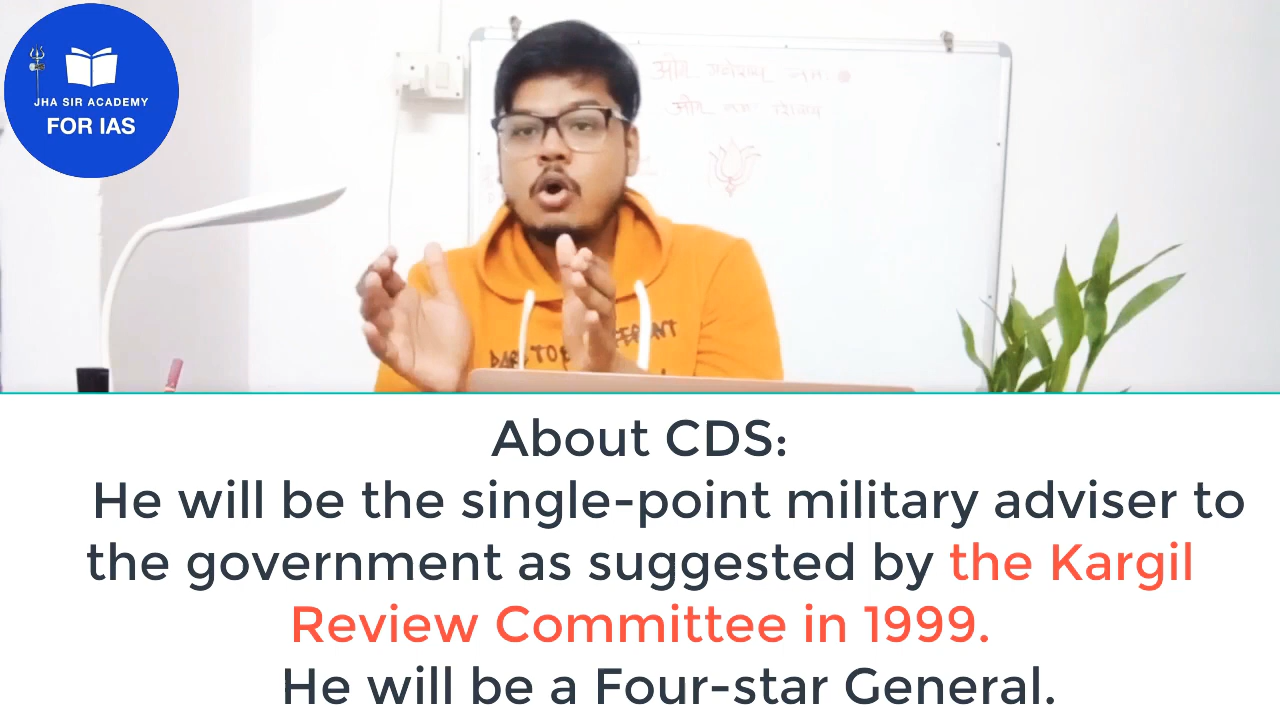 JHA SIR ACADEMY
FOR IAS
About CDS:
He will be the single-point military adviser to
the government as suggested by the Kargil
Review Committee in 1999.
He will be a Four-star General.